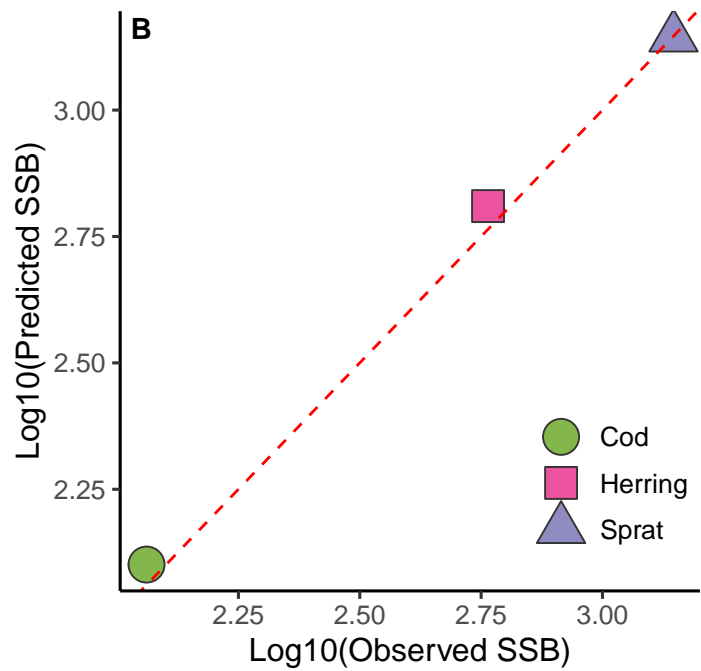 B
Log10(Predicted SSB)
3.00
2.75
2.50
2.25
Cod
Herring
Sprat
2.25 2.50 2.75 3.00
Log10(Observed SSB)